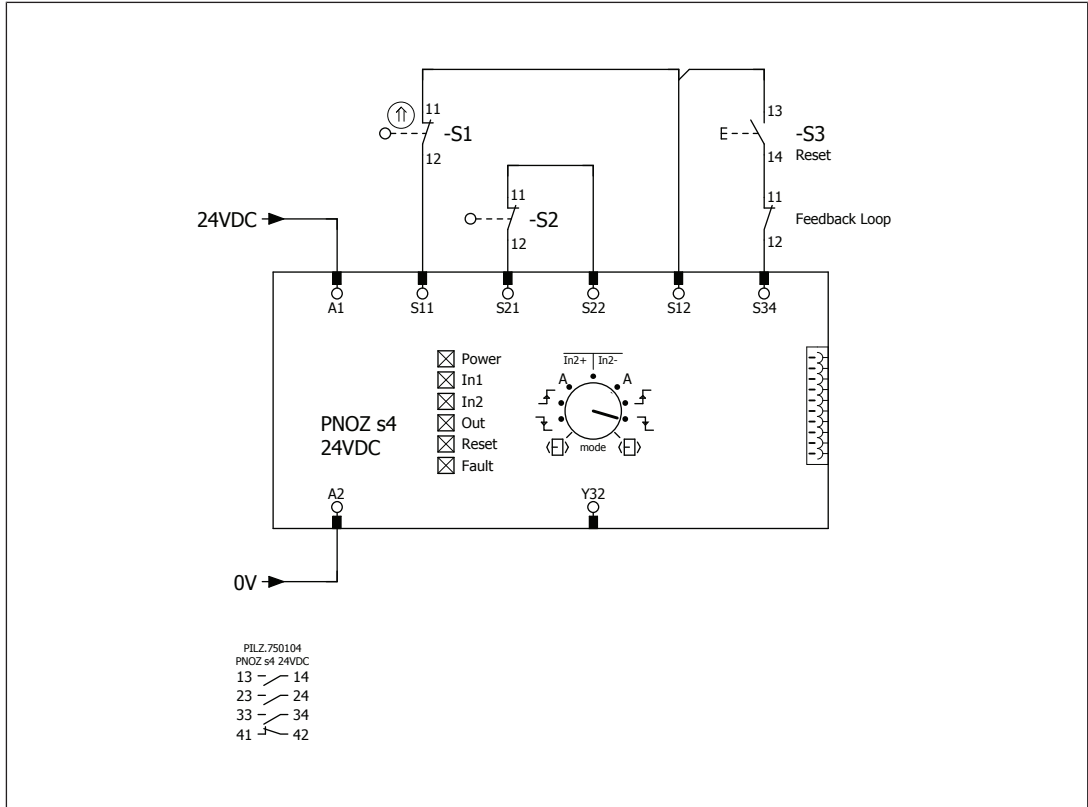 11
-S1
12
13
-S3
14 Reset
11
-S2
12
11
Feedback Loop
12
24VDC
A1 S11 S21 S22 S12 S34
Power
In1
In2
Out
Reset
Fault
In2+ In2-
A A
mode
PNOZ s4
24VDC
A2
Y32
0V
PILZ.750104
PNOZ s4 24VDC
13 14
23 24
33 34
41 42